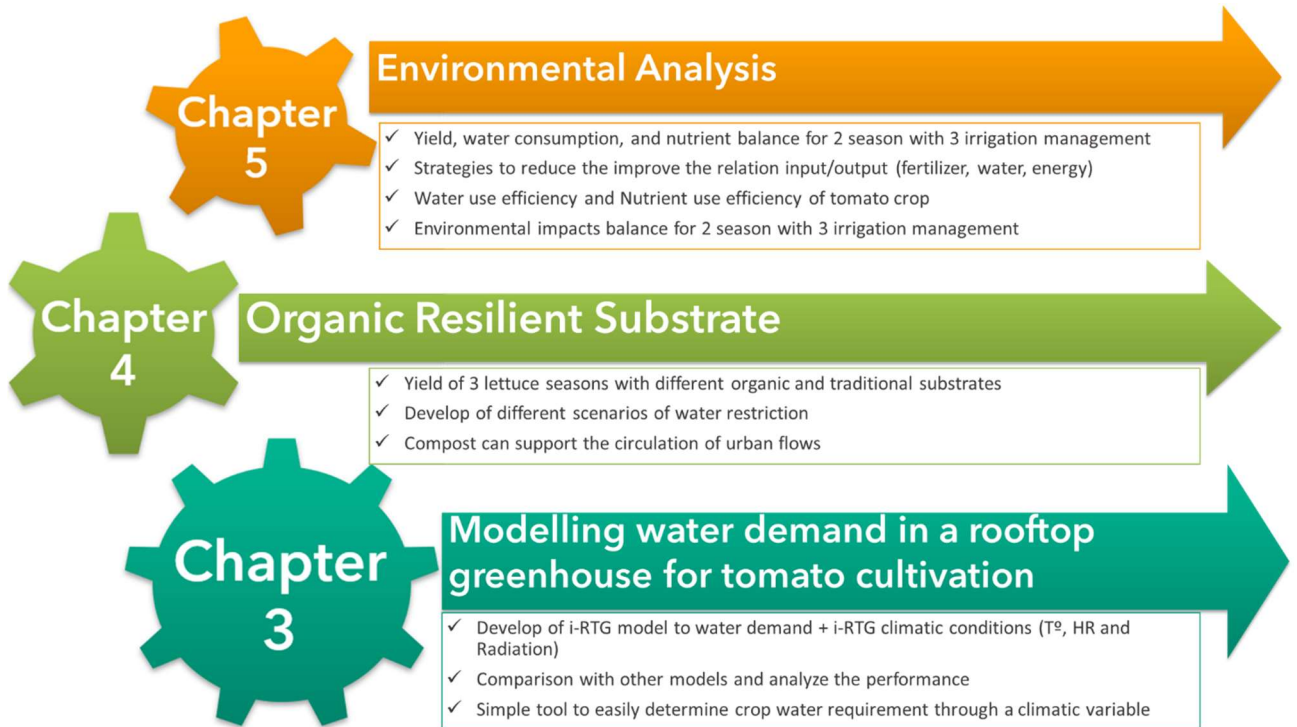 Chapter
5
Environmental Analysis
✓ Yield, water consumption, and nutrient balance for 2 season with 3 irrigation management
✓ Strategies to reduce the improve the relation input/output (fertilizer, water, energy)
✓ Water use efficiency and Nutrient use efficiency of tomato crop
✓ Environmental impacts balance for 2 season with 3 irrigation management
Chapter
4
Organic Resilient Substrate
✓ Yield of 3 lettuce seasons with different organic and traditional substrates
✓ Develop of different scenarios of water restriction
✓ Compost can support the circulation of urban flows
Chapter
3
Modelling water demand in a rooftop
greenhouse for tomato cultivation
✓ Develop of i-RTG model to water demand + i-RTG climatic conditions (Tº, HR and
Radiation)
✓ Comparison with other models and analyze the performance
✓ Simple tool to easily determine crop water requirement through a climatic variable